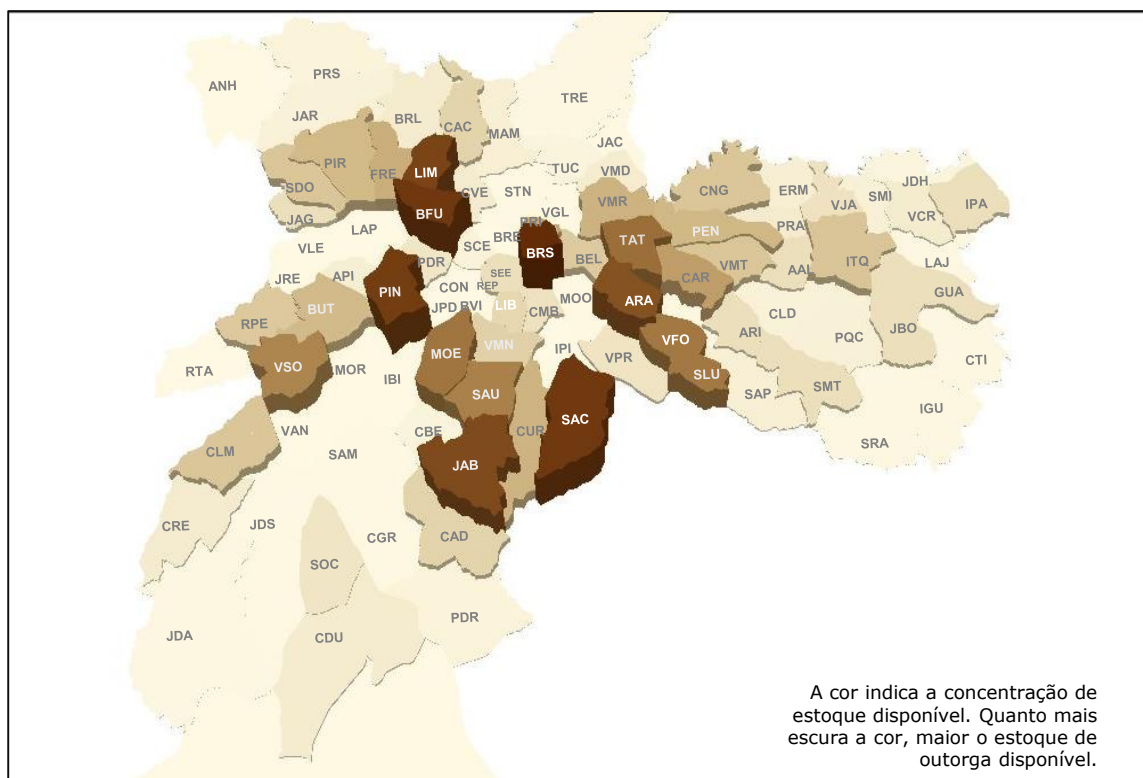 PRS
ANH
TRE
JAR
BRL
CAC
MAM
JAC
PIR
FRE
LIM
TUC
VMD
CNG
ERM
JDH
SDO
CVE
STN
VMR
VJA
SMI
IPA
JAG
BFU
VGL
PRI
PRA
VCR
LAP
BRE
TAT
PEN
VLE
SCE
BRS
BEL
ITQ
LAJ
PDR
CAR
VMT
AAL
JRE
API
SEE
CON
REP
PIN
MOO
ARA
GUA
BUT
JPD
BVI
LIB
CMB
CLD
RPE
ARI
JBO
PQC
VFO
MOE
VMN
IPI
VPR
CTI
RTA
VSO
MOR
IBI
SLU
SAP
SMT
SAU
IGU
VAN
CBE
CUR
SAC
SRA
CLM
SAM
JAB
CRE
JDS
CGR
CAD
SOC
PDR
JDA
CDU
A cor indica a concentração de
estoque disponível. Quanto mais
escura a cor, maior o estoque de
outorga disponível.